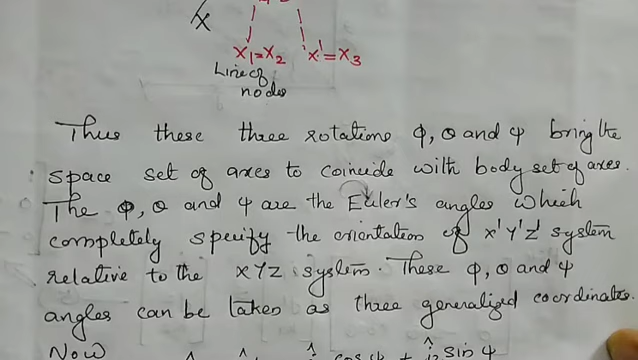 X
X₁=X₂ X'=X₃
Line of
nodes
Thus these three rotations φ, θ and ψ bring the
space set of axes to coincide with body set of axes.
The φ, θ and ψ are the Euler's angles which
completely specify the orientation of X'Y'Z' system
relative to the XYZ system. These φ, θ and ψ
angles can be taken as three generalized coordinates.
Now cos ψ + sin ψ